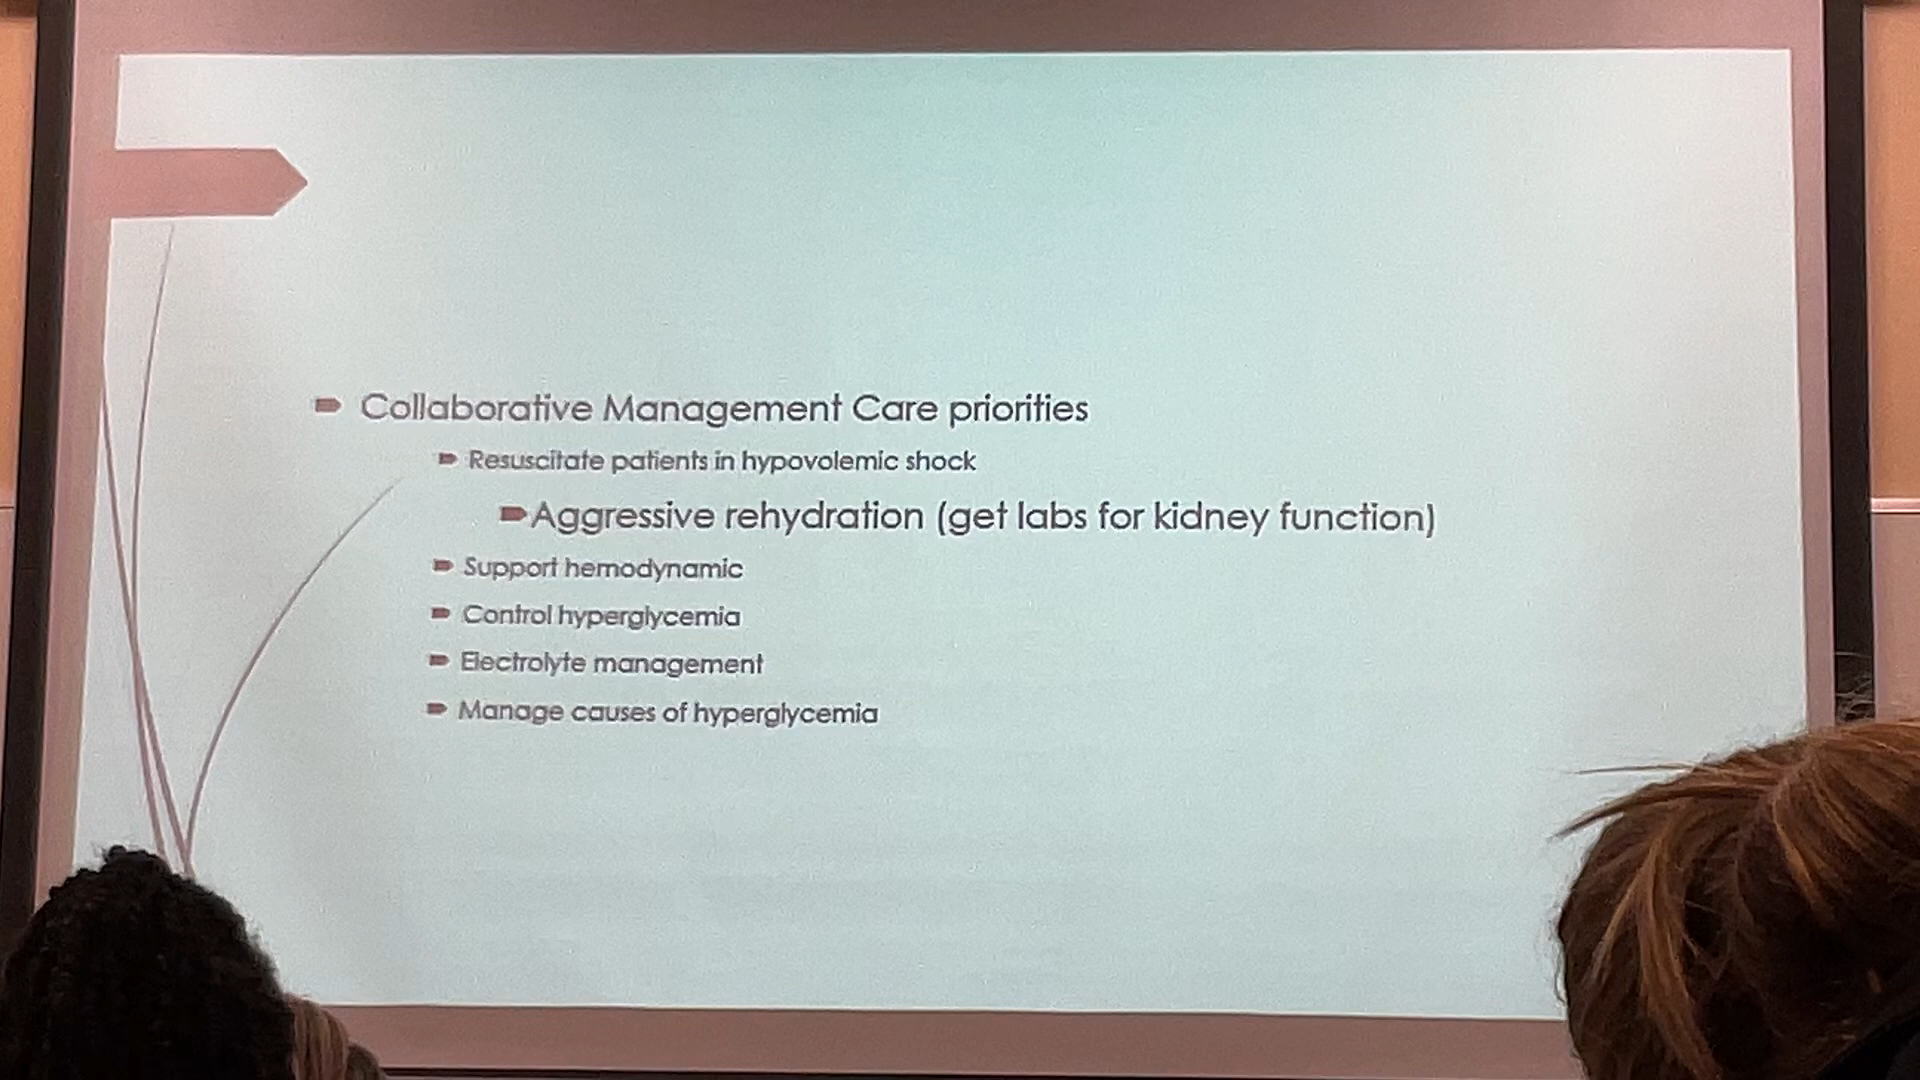 Collaborative Management Care priorities
Resuscitate patients in hypovolemic shock
Aggressive rehydration (get labs for kidney function)
Support hemodynamic
Control hyperglycemia
Electrolyte management
Manage causes of hyperglycemia